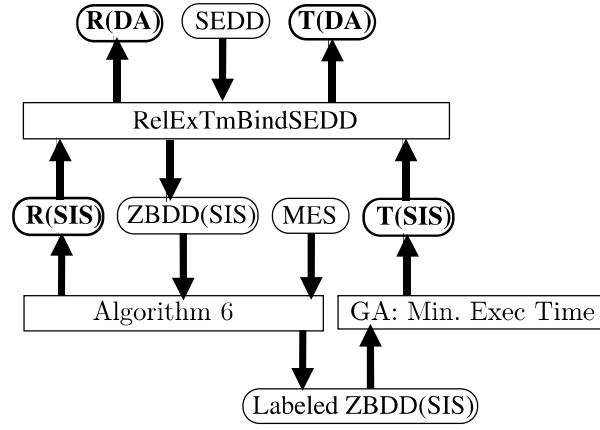 R(DA) SEDD T(DA)
RelExTmBindSEDD
R(SIS) ZBDD(SIS) MES T(SIS)
Algorithm 6 GA: Min. Exec Time
Labeled ZBDD(SIS)